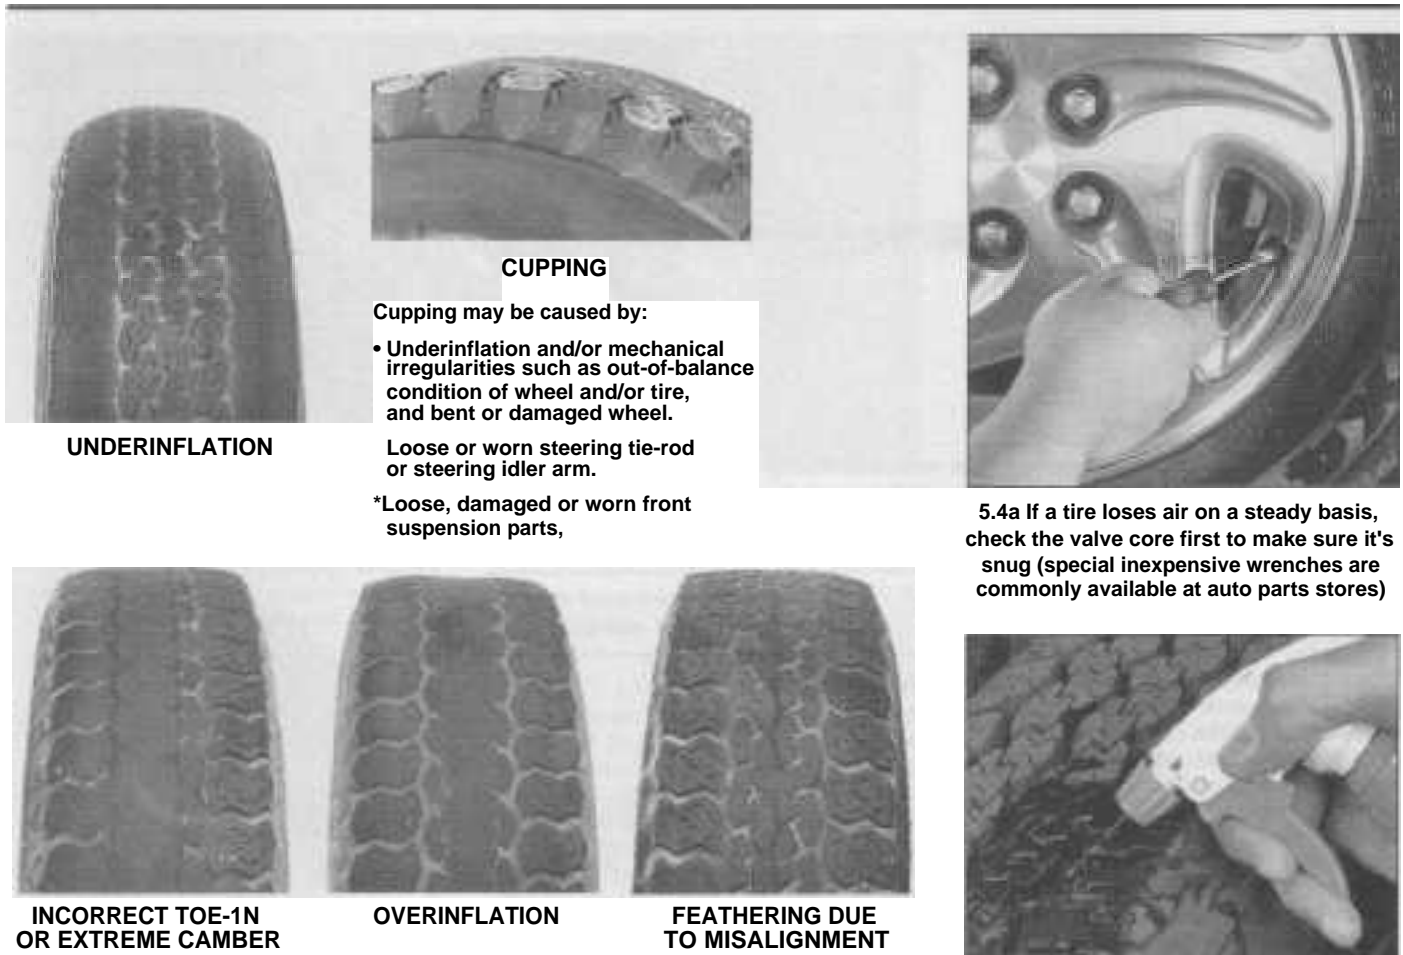 CUPPING
Cupping may be caused by:
• Underinflation and/or mechanical
irregularities such as out-of-balance
condition of wheel and/or tire,
and bent or damaged wheel.
Loose or worn steering tie-rod
or steering idler arm.
*Loose, damaged or worn front
suspension parts,
UNDERINFLATION
5.4a If a tire loses air on a steady basis,
check the valve core first to make sure it's
snug (special inexpensive wrenches are
commonly available at auto parts stores)
INCORRECT TOE-1N
OR EXTREME CAMBER
OVERINFLATION
FEATHERING DUE
TO MISALIGNMENT